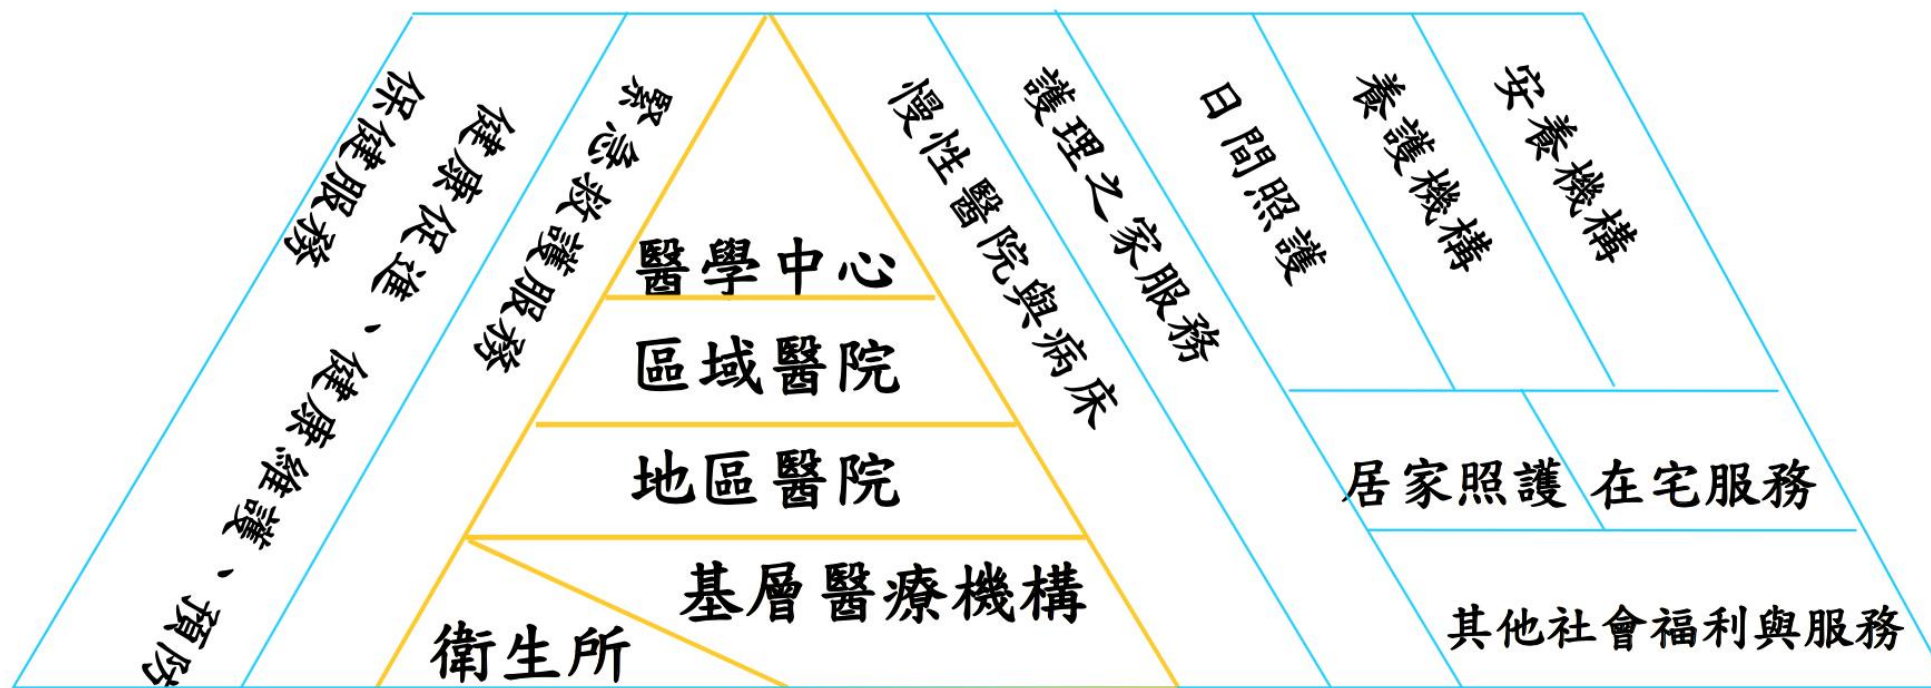 健康促進、健康維護、預防
保健服務
緊急救護服務
醫學中心
區域醫院
地區醫院
基層醫療機構
衛生所
慢性醫院與病床
護理之家服務
日間照護
養護機構
安養機構
居家照護
在宅服務
其他社會福利與服務